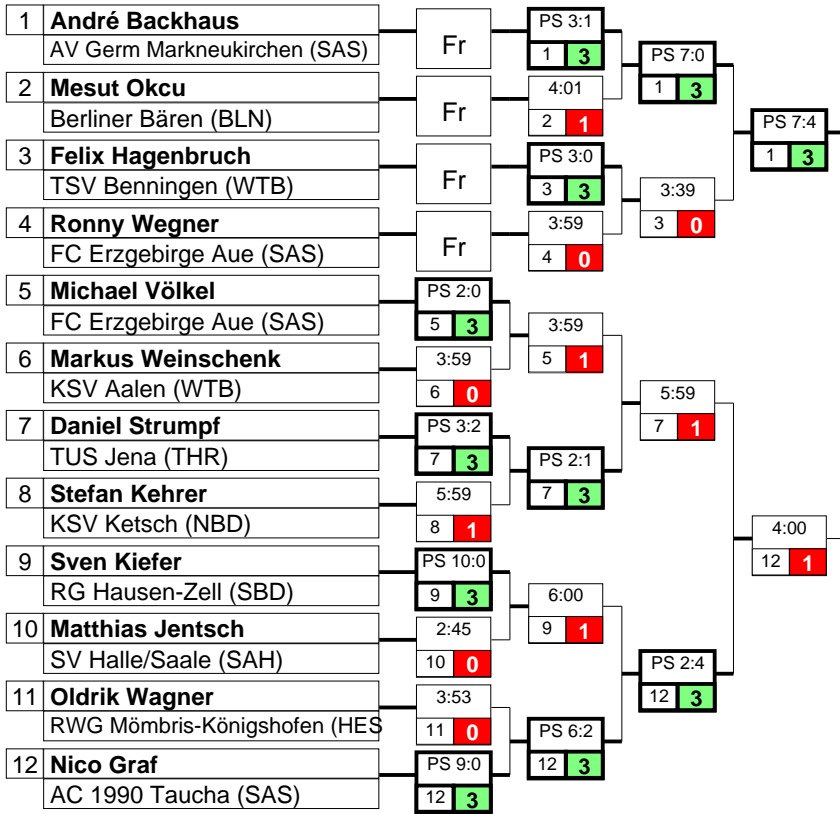 1 André Backhaus
AV Germ Markneukirchen (SAS)
Fr
PS 3:1
1 3
PS 7:0
1 3
2 Mesut Okcu
Berliner Bären (BLN)
Fr
4:01
2 1
PS 7:4
1 3
3 Felix Hagenbruch
TSV Benningen (WTB)
Fr
PS 3:0
3 3
3:39
3 0
4 Ronny Wegner
FC Erzgebirge Aue (SAS)
Fr
3:59
4 0
5 Michael Völkel
FC Erzgebirge Aue (SAS)
PS 2:0
5 3
3:59
5 1
6 Markus Weinschenk
KSV Aalen (WTB)
3:59
6 0
5:59
7 1
7 Daniel Strumpf
TUS Jena (THR)
PS 3:2
7 3
PS 2:1
7 3
8 Stefan Kehrer
KSV Ketsch (NBD)
5:59
8 1
4:00
12 1
9 Sven Kiefer
RG Hausen-Zell (SBD)
PS 10:0
9 3
6:00
9 1
10 Matthias Jentsch
SV Halle/Saale (SAH)
2:45
10 0
PS 2:4
12 3
11 Oldrik Wagner
RWG Mömbris-Königshofen (HES
3:53
11 0
PS 6:2
12 3
12 Nico Graf
AC 1990 Taucha (SAS)
PS 9:0
12 3